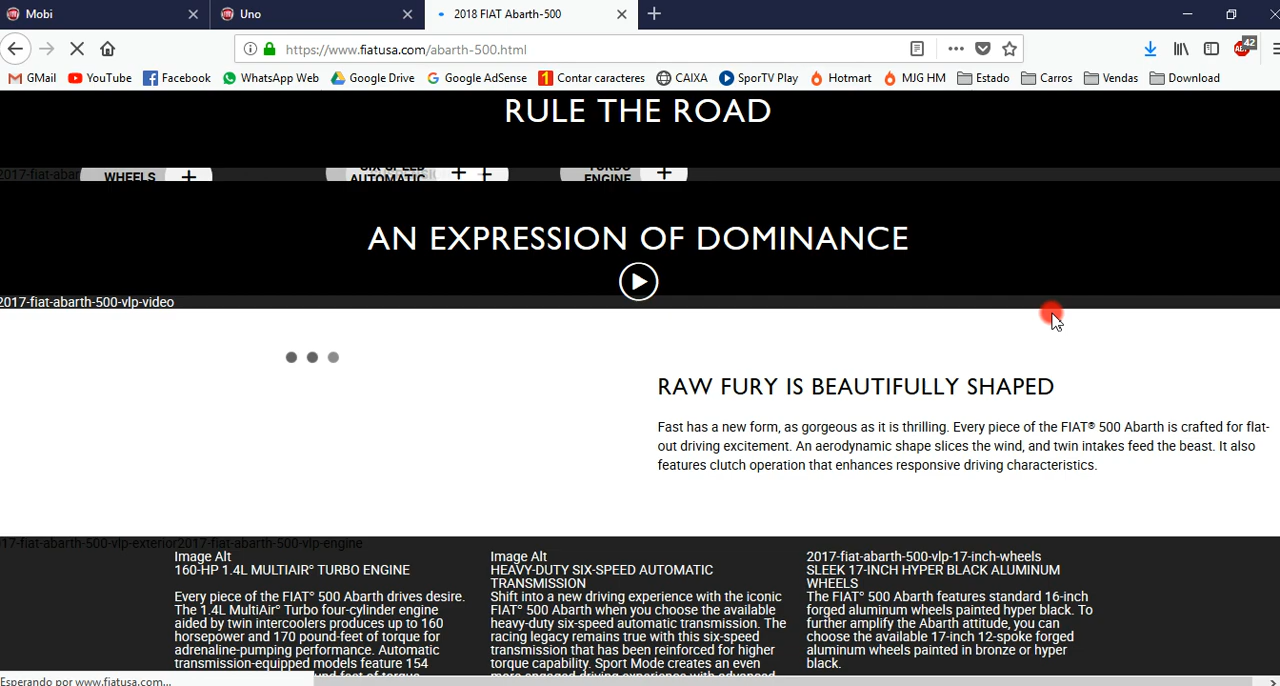 Mobi
Uno
2018 FIAT Abarth-500
https://www.fiatusa.com/abarth-500.html
42
GMail YouTube Facebook WhatsApp Web Google Drive Google AdSense Contar caracteres CAIXA SporTV Play Hotmart MJG HM Estado Carros Vendas Download
RULE THE ROAD
2017-fiat-abar
WHEELS +
AUTOMATIC + +
TURBO
ENGINE +
AN EXPRESSION OF DOMINANCE
2017-fiat-abarth-500-vlp-video
RAW FURY IS BEAUTIFULLY SHAPED
Fast has a new form, as gorgeous as it is thrilling. Every piece of the FIAT® 500 Abarth is crafted for flat-
out driving excitement. An aerodynamic shape slices the wind, and twin intakes feed the beast. It also
features clutch operation that enhances responsive driving characteristics.
17-fiat-abarth-500-vlp-exterior2017-fiat-abarth-500-vlp-engine
Image Alt
160-HP 1.4L MULTIAIR® TURBO ENGINE
Every piece of the FIAT® 500 Abarth drives desire.
The 1.4L MultiAir® Turbo four-cylinder engine
aided by twin intercoolers produces up to 160
horsepower and 170 pound-feet of torque for
adrenaline-pumping performance. Automatic
transmission-equipped models feature 154
Image Alt
HEAVY-DUTY SIX-SPEED AUTOMATIC
TRANSMISSION
Shift into a new driving experience with the iconic
FIAT® 500 Abarth when you choose the available
heavy-duty six-speed automatic transmission. The
racing legacy remains true with this six-speed
transmission that has been reinforced for higher
torque capability. Sport Mode creates an even
more engaged driving experience with advanced
2017-fiat-abarth-500-vlp-17-inch-wheels
SLEEK 17-INCH HYPER BLACK ALUMINUM
WHEELS
The FIAT® 500 Abarth features standard 16-inch
forged aluminum wheels painted hyper black. To
further amplify the Abarth attitude, you can
choose the available 17-inch 12-spoke forged
aluminum wheels painted in bronze or hyper
black.
Esperando por www.fiatusa.com...